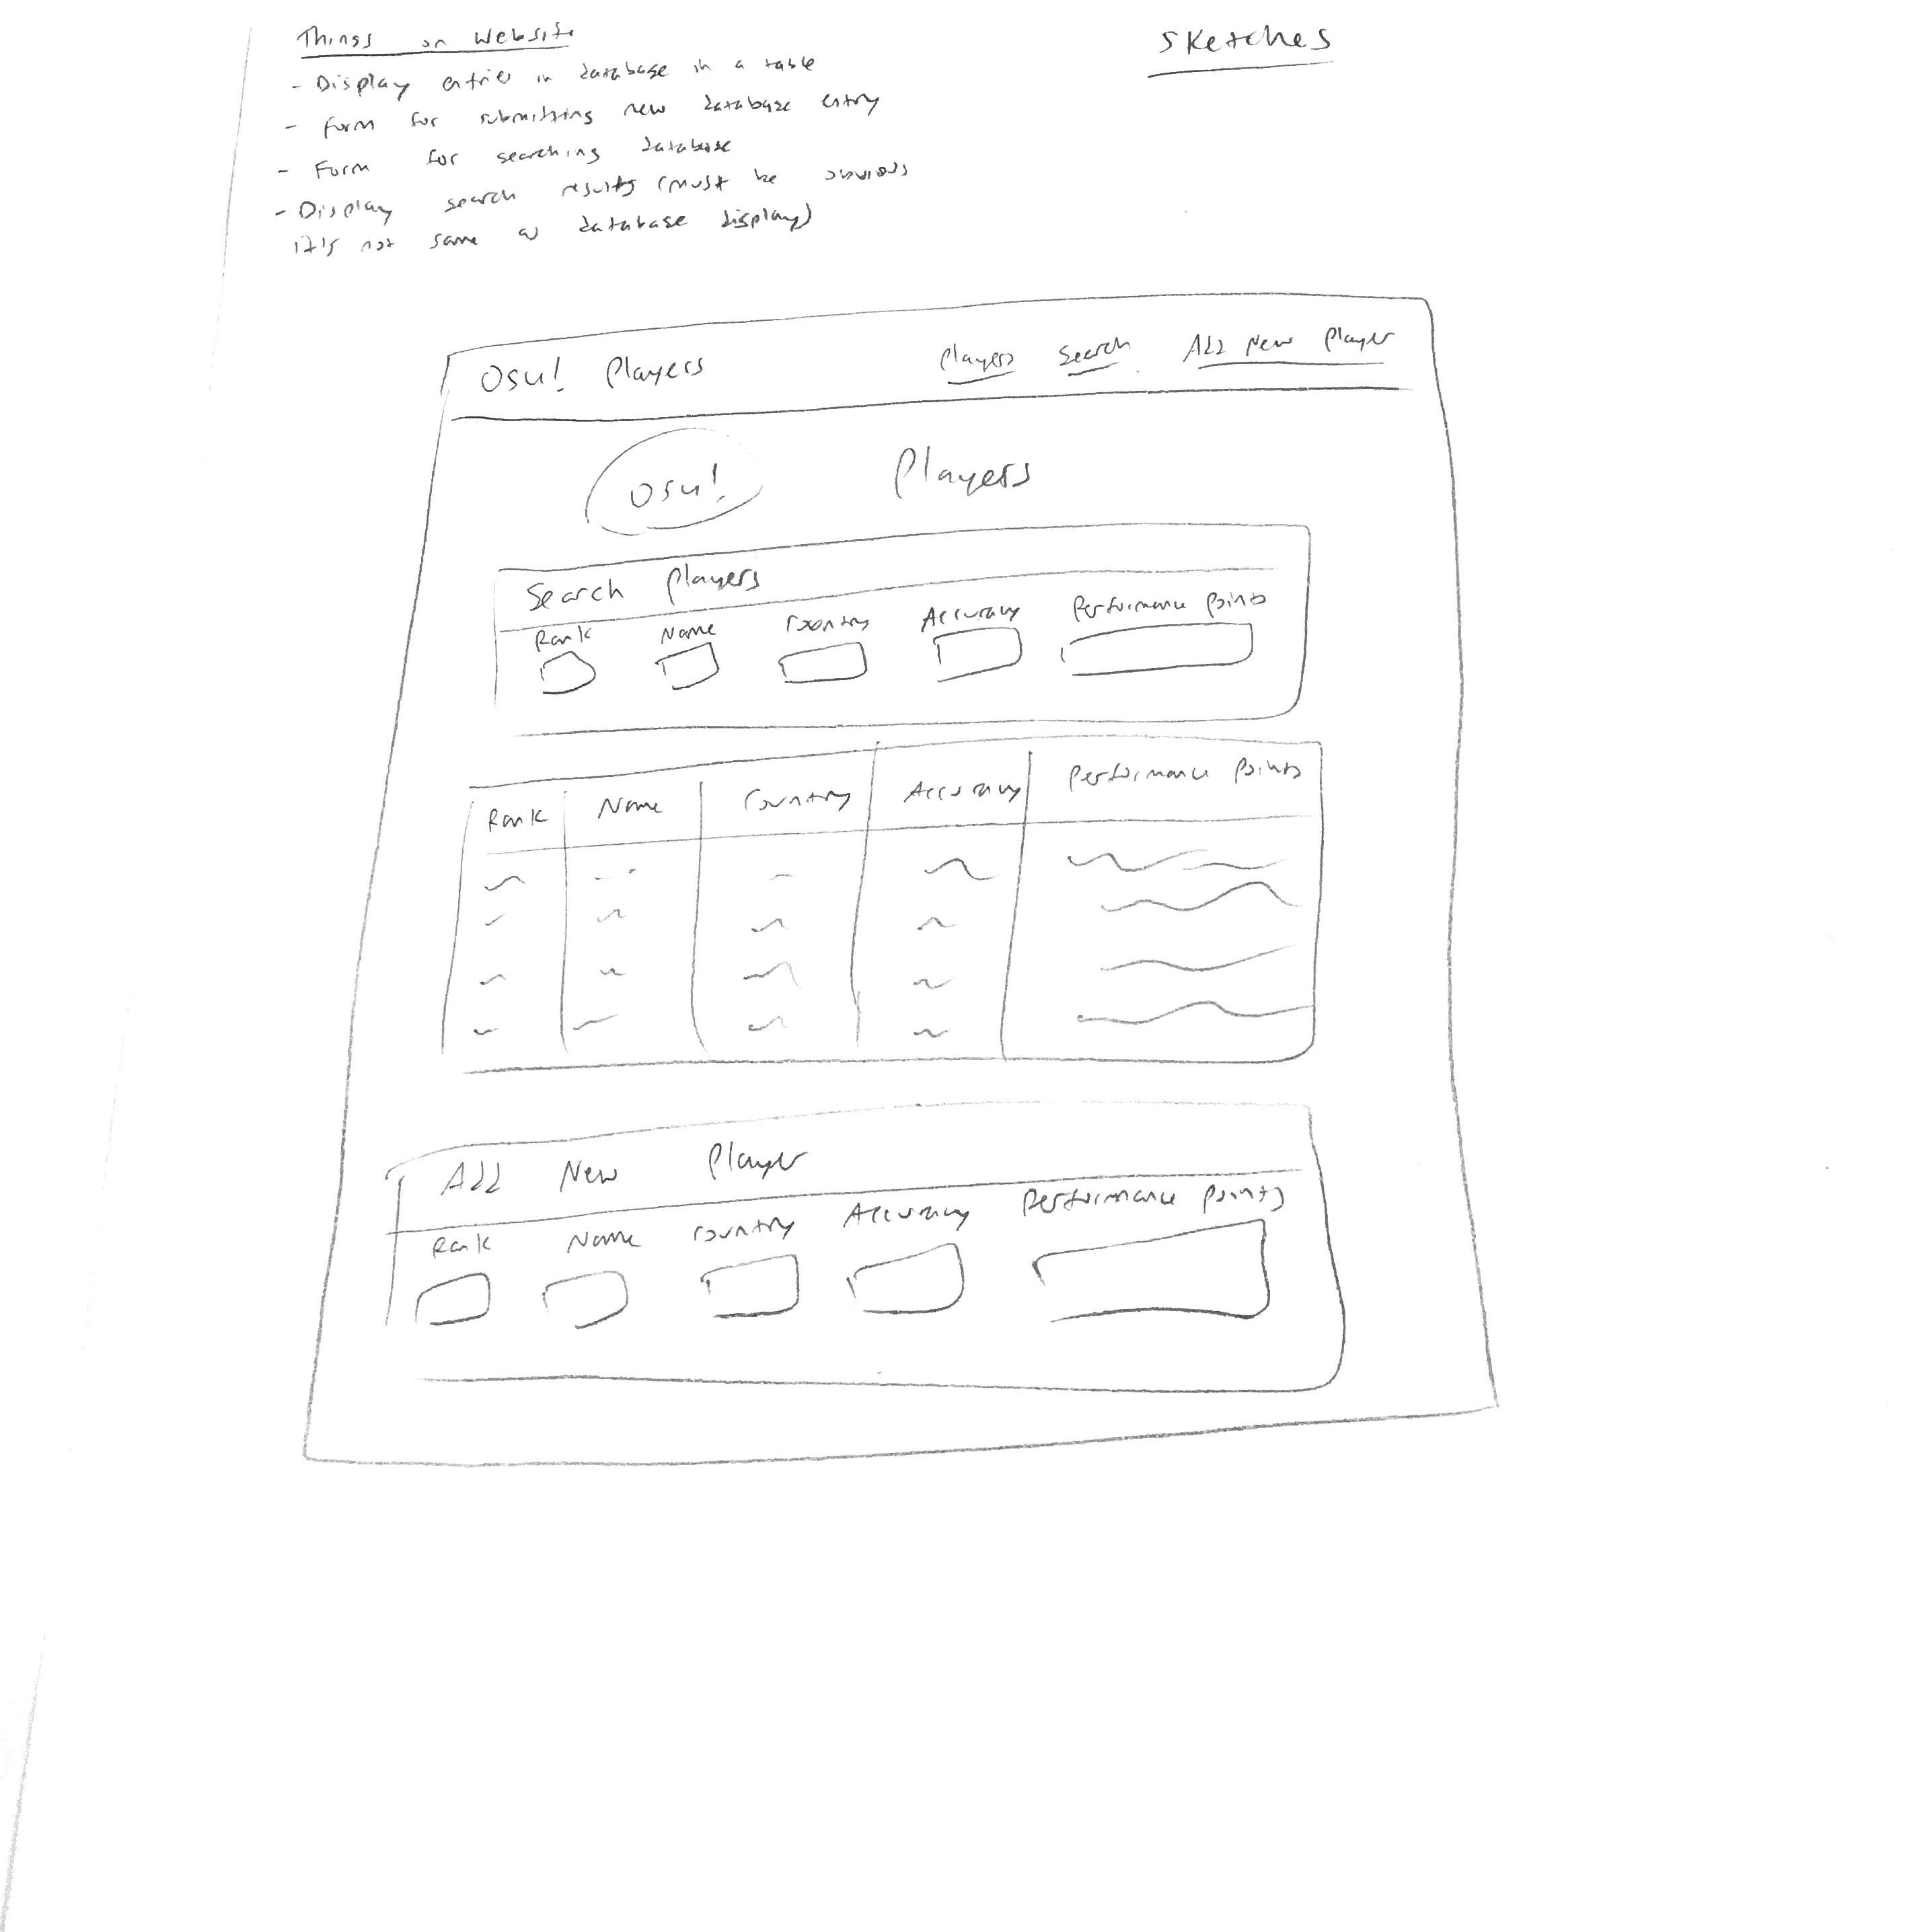 Things on Website
Sketches
- Display entries in database in a table
- Form for submitting new database entry
- Form for searching database
- Display search results (must be obvious
it's not same as database display)
Osu! Players
Players Search Add New Player
Osu! Players
Search Players
Rank Name Country Accuracy Performance Points
Rank Name Country Accuracy Performance Points
Add New Player
Rank Name Country Accuracy Performance Points